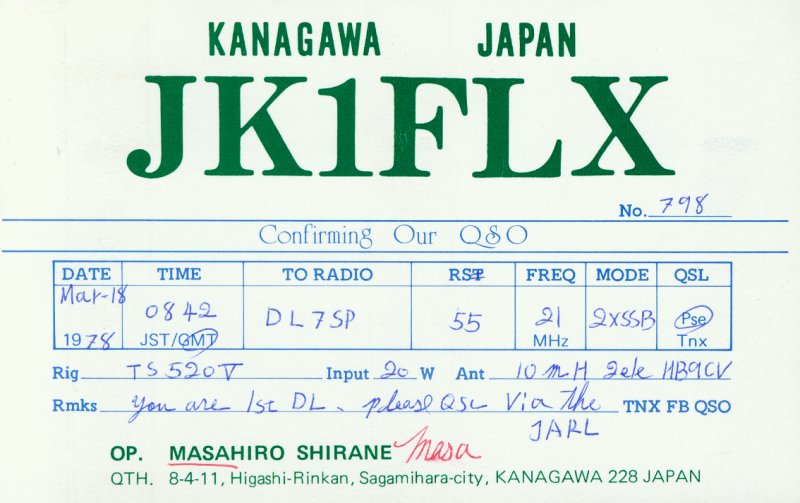 KANAGAWA JAPAN
JK1FLX
No. 798
Confirming Our QSO
DATE TIME TO RADIO RST FREQ MODE QSL
Mar-18 0842 DL7SP 55 21 2XSSB Pse
1978 JST/GMT MHz Tnx
Rig TS520V Input 20 W Ant 10mH 2ele HB9CV
Rmks You are 1st DL. please QSL Via the TNX FB QSO
JARL
OP. MASAHIRO SHIRANE Masa
QTH. 8-4-11, Higashi-Rinkan, Sagamihara-city, KANAGAWA 228 JAPAN